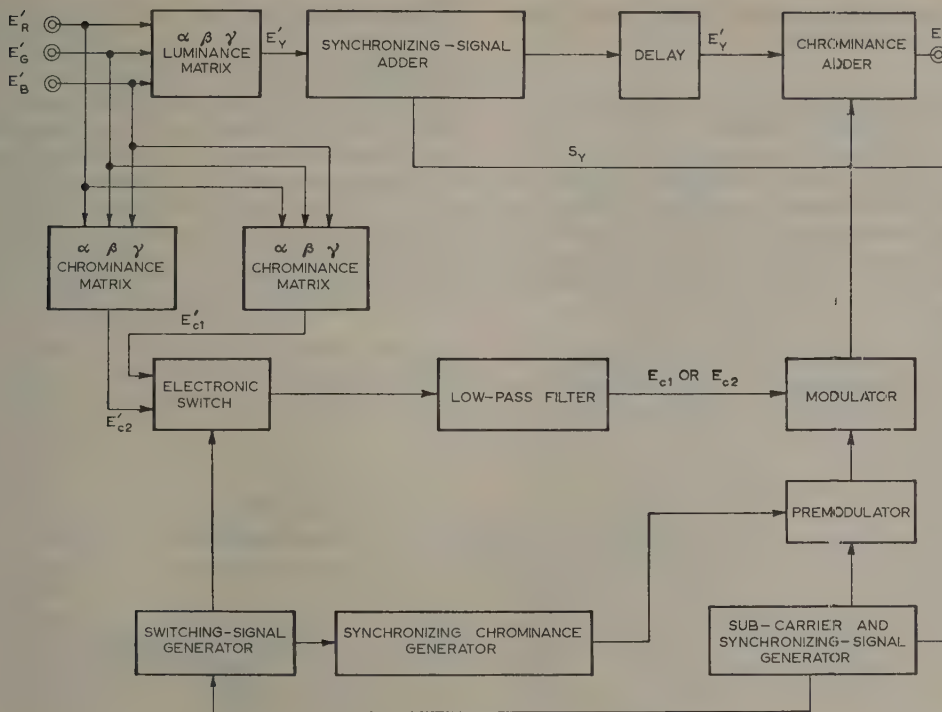 E′R
E′G
E′B
α β γ
LUMINANCE
MATRIX
E′Y
SYNCHRONIZING-SIGNAL
ADDER
DELAY
E′Y
CHROMINANCE
ADDER
E
SY
α β γ
CHROMINANCE
MATRIX
α β γ
CHROMINANCE
MATRIX
E′c1
E′c2
ELECTRONIC
SWITCH
LOW-PASS FILTER
Ec1 OR Ec2
MODULATOR
PREMODULATOR
SWITCHING-SIGNAL
GENERATOR
SYNCHRONIZING CHROMINANCE
GENERATOR
SUB-CARRIER AND
SYNCHRONIZING-SIGNAL
GENERATOR